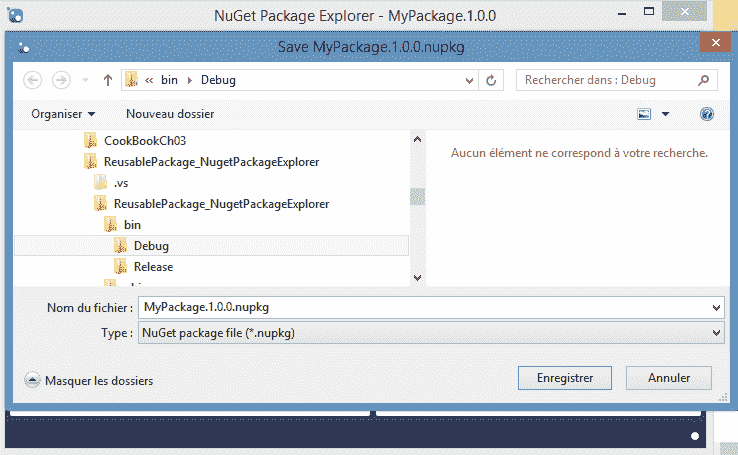 NuGet Package Explorer - MyPackage.1.0.0
Save MyPackage.1.0.0.nupkg
bin Debug
Rechercher dans : Debug
Organiser Nouveau dossier
CookBookCh03
ReusablePackage_NugetPackageExplorer
.vs
ReusablePackage_NugetPackageExplorer
bin
Debug
Release
Aucun élément ne correspond à votre recherche.
Nom du fichier : MyPackage.1.0.0.nupkg
Type : NuGet package file (*.nupkg)
Masquer les dossiers
Enregistrer Annuler